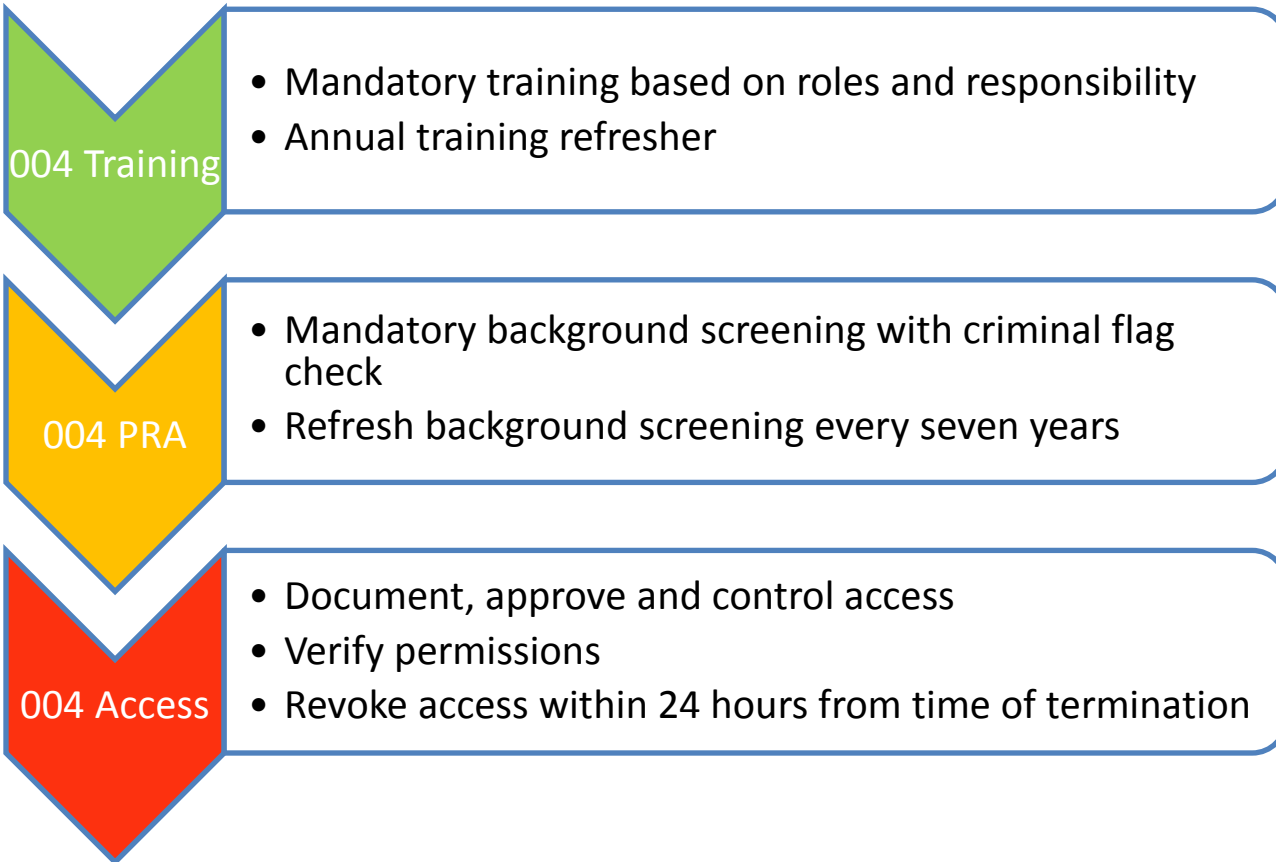 004 Training
• Mandatory training based on roles and responsibility
• Annual training refresher
004 PRA
• Mandatory background screening with criminal flag
check
• Refresh background screening every seven years
004 Access
• Document, approve and control access
• Verify permissions
• Revoke access within 24 hours from time of termination